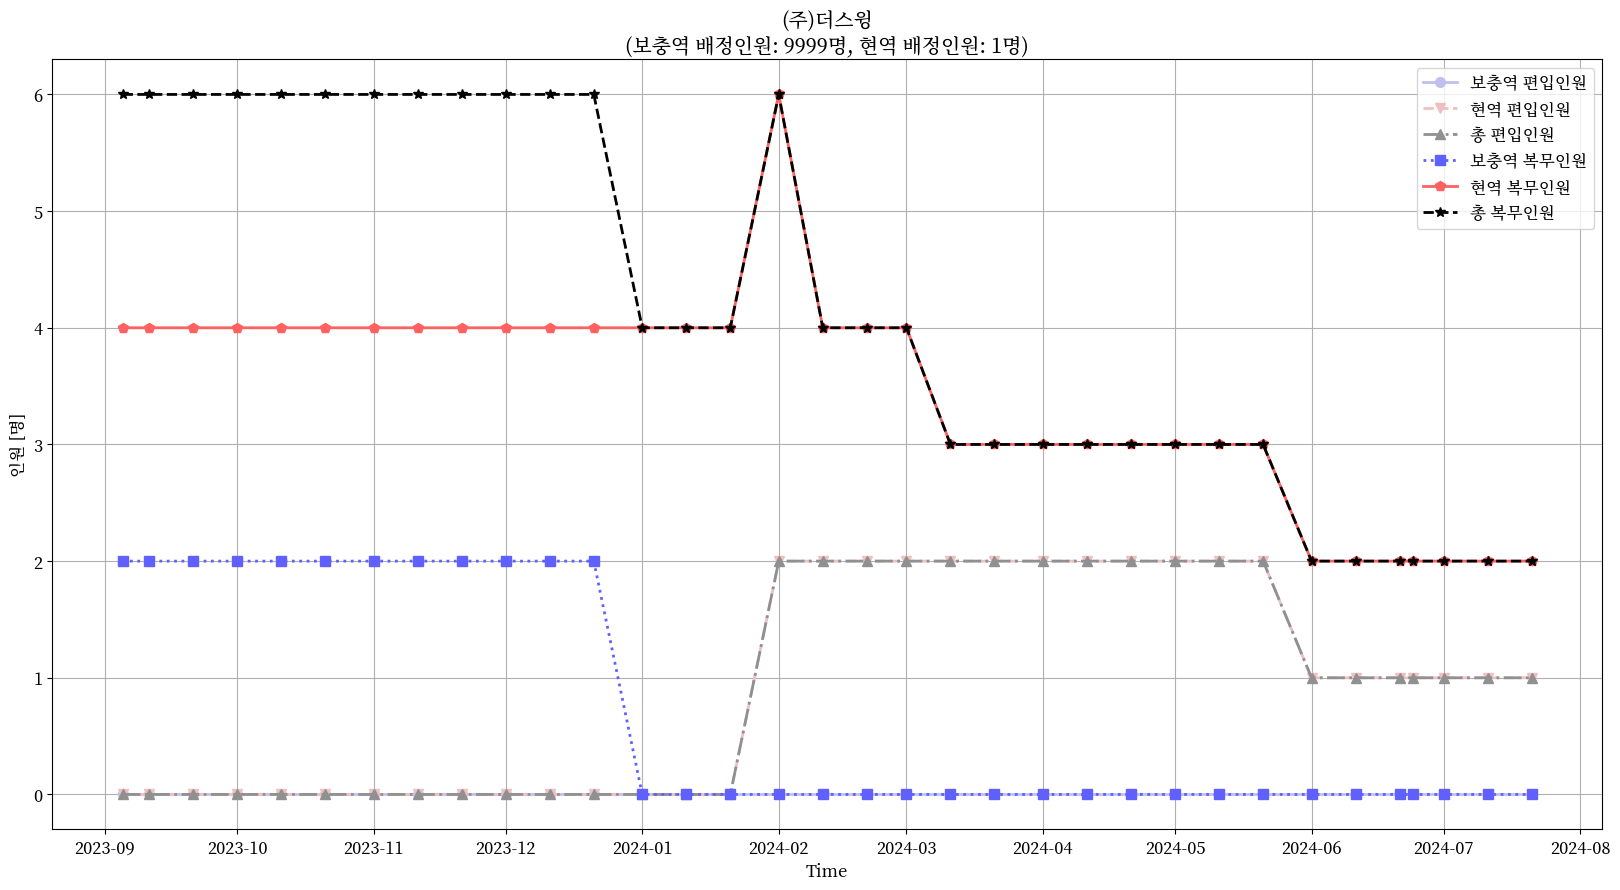 (주)더스윙
(보충역 배정인원: 9999명, 현역 배정인원: 1명)
보충역 편입인원
현역 편입인원
총 편입인원
보충역 복무인원
현역 복무인원
총 복무인원
인원 [명]
6
5
4
3
2
1
0
2023-09 2023-10 2023-11 2023-12 2024-01 2024-02 2024-03 2024-04 2024-05 2024-06 2024-07 2024-08
Time